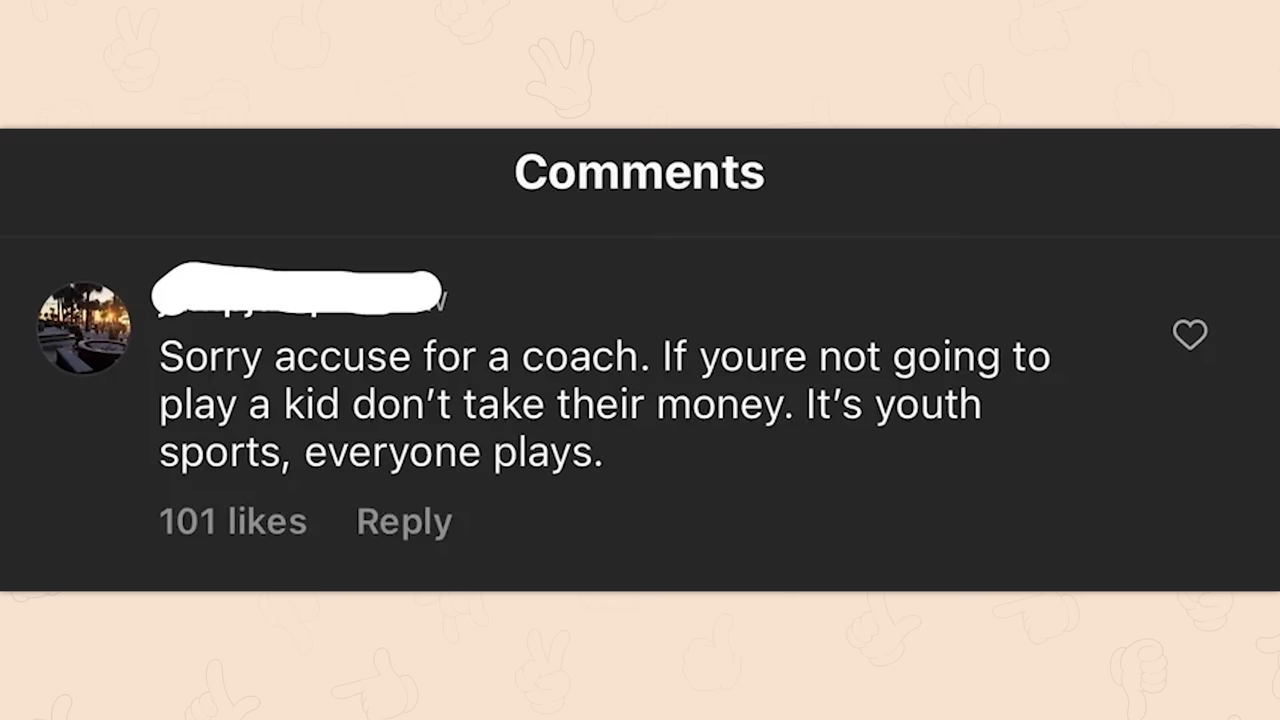 Comments
Sorry accuse for a coach. If youre not going to
play a kid don’t take their money. It’s youth
sports, everyone plays.
101 likes Reply